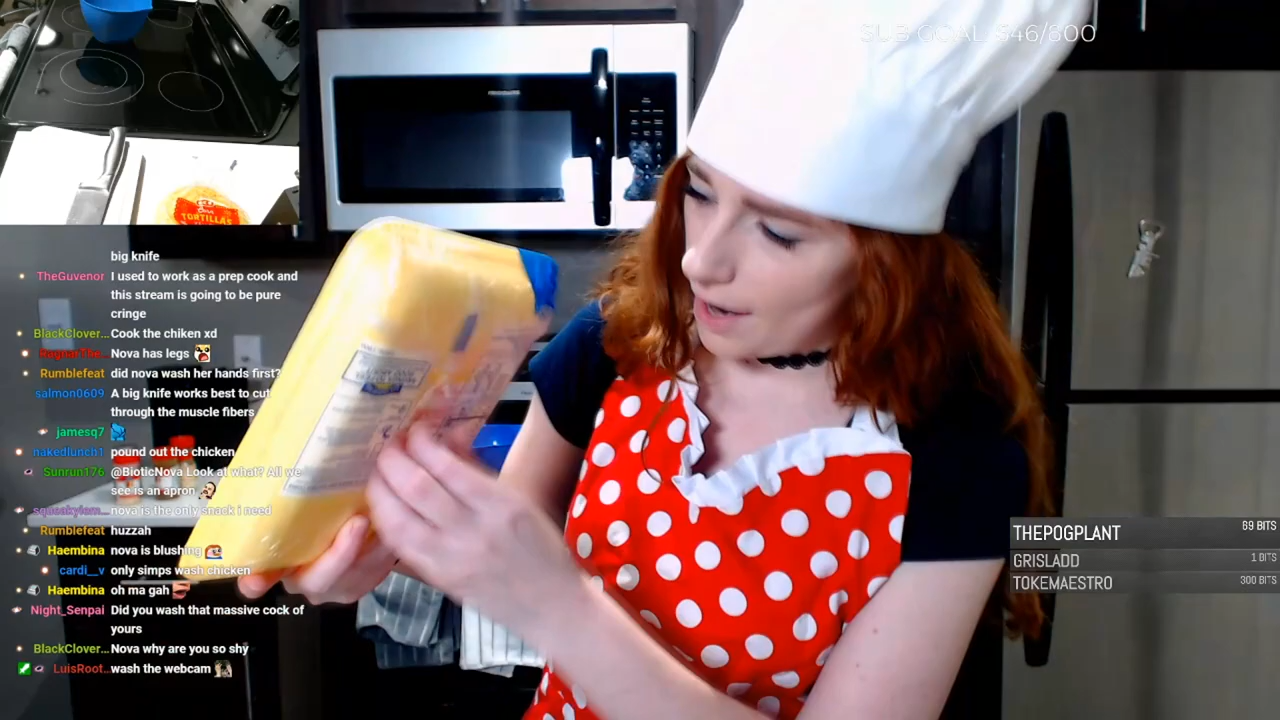 SUB GOAL 546/600
TORTILLAS
big knife
TheGuvenor I used to work as a prep cook and
this stream is going to be pure
cringe
BlackClover... Cook the chiken xd
Nova has legs
Rumblefeat did nova wash her hands first?
salmon0609 A big knife works best to cut
through the muscle fibers
jamesq7
nakedlunch1 pound out the chicken
Sunrun176 @BioticNova Look at what? All we
see is an apron
nova is the only snack i need
Rumblefeat huzzah
Haembina nova is blushing
cardi__v only simps wash chicken
Haembina oh ma gah
Night_Senpai Did you wash that massive cock of
yours
BlackClover... Nova why are you so shy
LuisRoot... wash the webcam
THEPOGPLANT 69 BITS
GRISLADD 1 BITS
TOKEMAESTRO 300 BITS